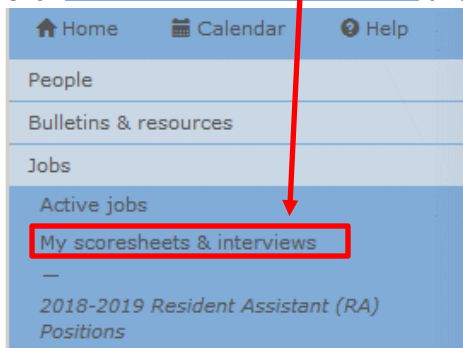 Home Calendar Help
People
Bulletins & resources
Jobs
Active jobs
My scoresheets & interviews
—
2018-2019 Resident Assistant (RA)
Positions